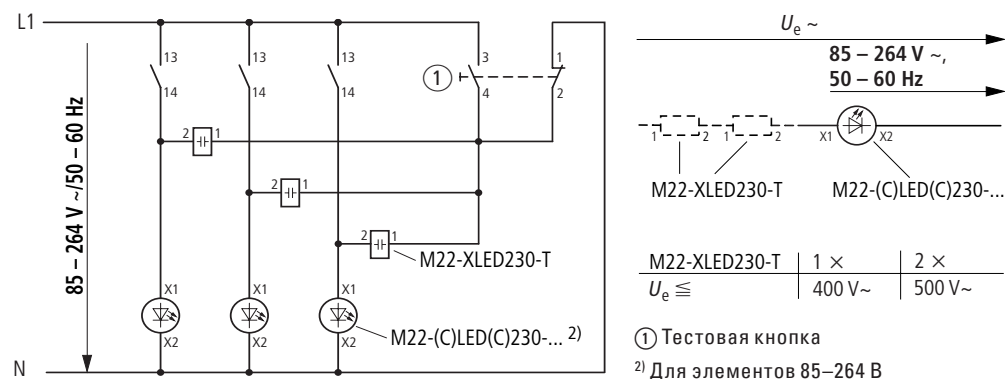 L1
13
13
13
3
1
14
14
14
1
4
2
2 1
2 1
2 1
85 – 264 V ~/50 – 60 Hz
M22-XLED230-T
X1
X1
X1
X2
X2
X2
M22-(C)LED(C)230-... 2)
N
Ue ~
85 – 264 V ~,
50 – 60 Hz
1 2 1 2 X1 X2
M22-XLED230-T M22-(C)LED(C)230-...
M22-XLED230-T 1 × 2 ×
Ue ≦ 400 V~ 500 V~
1 Тестовая кнопка
2) Для элементов 85–264 В